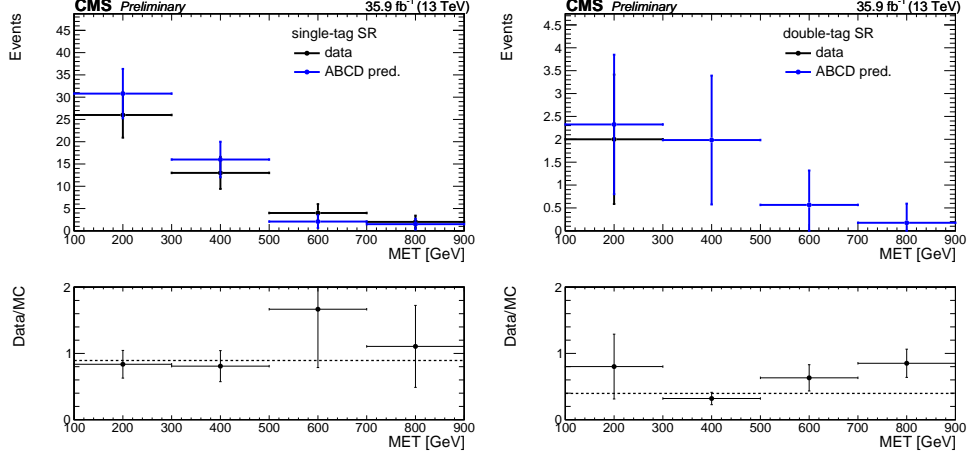 CMS Preliminary 35.9 fb⁻¹ (13 TeV)
Events
single-tag SR
data
ABCD pred.
45
40
35
30
25
20
15
10
5
0
100 200 300 400 500 600 700 800 900
MET [GeV]
Data/MC
2
1
0
100 200 300 400 500 600 700 800 900
MET [GeV]
CMS Preliminary 35.9 fb⁻¹ (13 TeV)
Events
double-tag SR
data
ABCD pred.
4.5
4
3.5
3
2.5
2
1.5
1
0.5
0
100 200 300 400 500 600 700 800 900
MET [GeV]
Data/MC
2
1
0
100 200 300 400 500 600 700 800 900
MET [GeV]